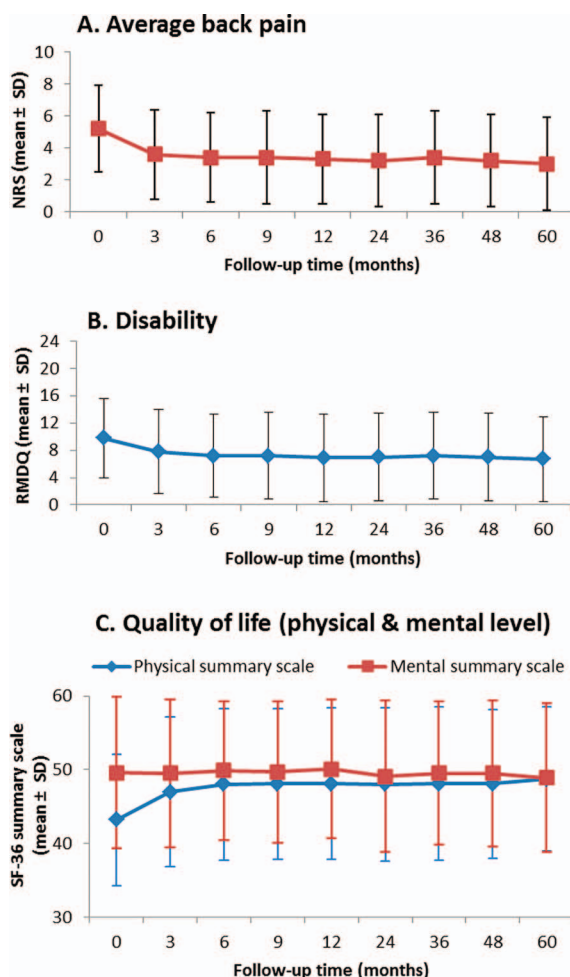 A. Average back pain
NRS (mean ± SD)
10
8
6
4
2
0
0 3 6 9 12 24 36 48 60
Follow-up time (months)
B. Disability
RMDQ (mean ± SD)
24
20
16
12
8
4
0
0 3 6 9 12 24 36 48 60
Follow-up time (months)
C. Quality of life (physical & mental level)
Physical summary scale Mental summary scale
SF-36 summary scale
(mean ± SD)
60
50
40
30
0 3 6 9 12 24 36 48 60
Follow-up time (months)